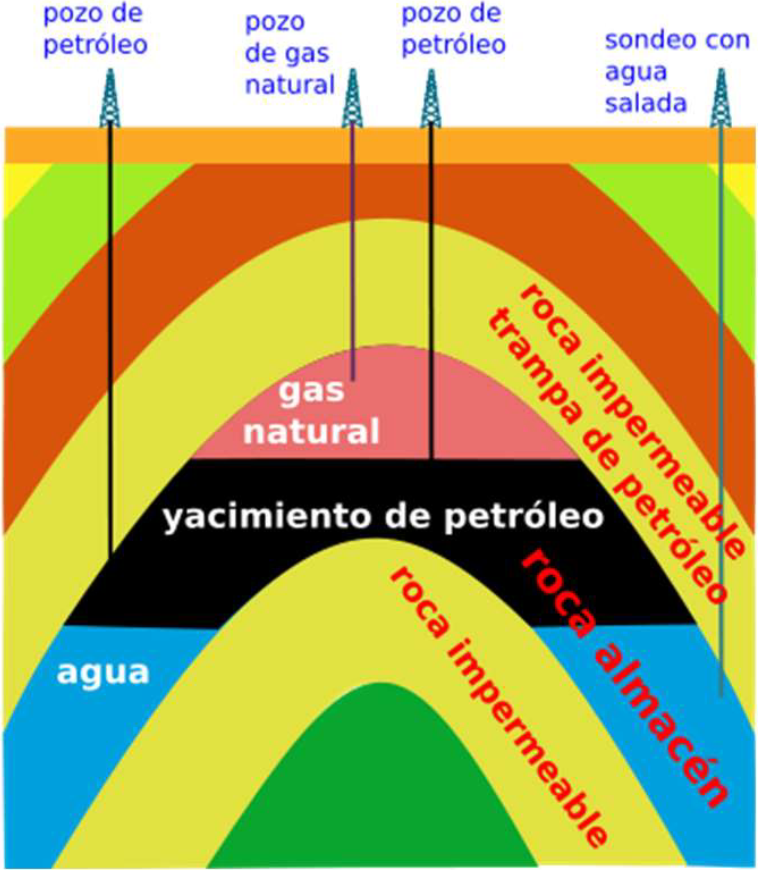 pozo de
petróleo
pozo
de gas
natural
pozo de
petróleo
sondeo con
agua
salada
roca impermeable
trampa de petróleo
gas
natural
yacimiento de petróleo
roca almacén
roca impermeable
agua